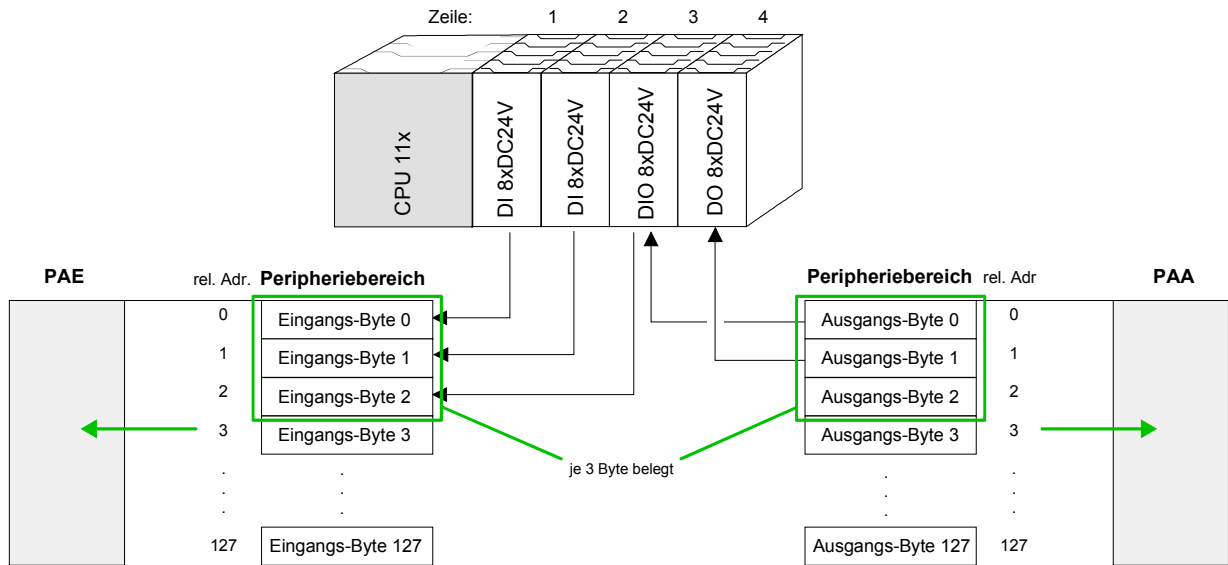 Zeile: 1 2 3 4
CPU 11x
DI 8xDC24V
DI 8xDC24V
DIO 8xDC24V
DO 8xDC24V
PAE
rel. Adr.
Peripheriebereich
0
Eingangs-Byte 0
1
Eingangs-Byte 1
2
Eingangs-Byte 2
3
Eingangs-Byte 3
.
.
.
.
.
.
127
Eingangs-Byte 127
je 3 Byte belegt
Peripheriebereich
rel. Adr
PAA
Ausgangs-Byte 0
0
Ausgangs-Byte 1
1
Ausgangs-Byte 2
2
Ausgangs-Byte 3
3
.
.
.
.
.
.
Ausgangs-Byte 127
127